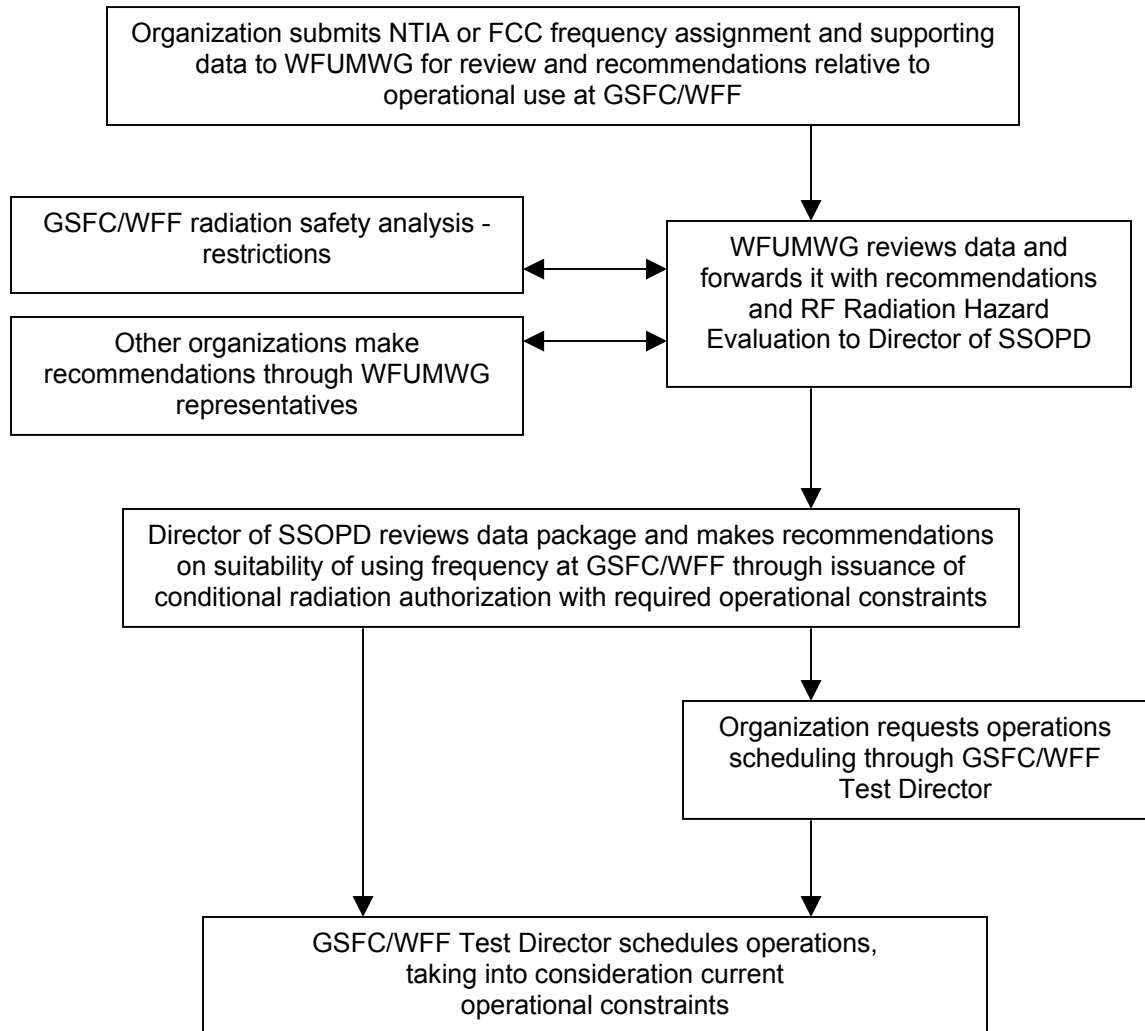 Organization submits NTIA or FCC frequency assignment and supporting
data to WFUMWG for review and recommendations relative to
operational use at GSFC/WFF
GSFC/WFF radiation safety analysis -
restrictions
WFUMWG reviews data and
forwards it with recommendations
and RF Radiation Hazard
Evaluation to Director of SSOPD
Other organizations make
recommendations through WFUMWG
representatives
Director of SSOPD reviews data package and makes recommendations
on suitability of using frequency at GSFC/WFF through issuance of
conditional radiation authorization with required operational constraints
Organization requests operations
scheduling through GSFC/WFF
Test Director
GSFC/WFF Test Director schedules operations,
taking into consideration current
operational constraints